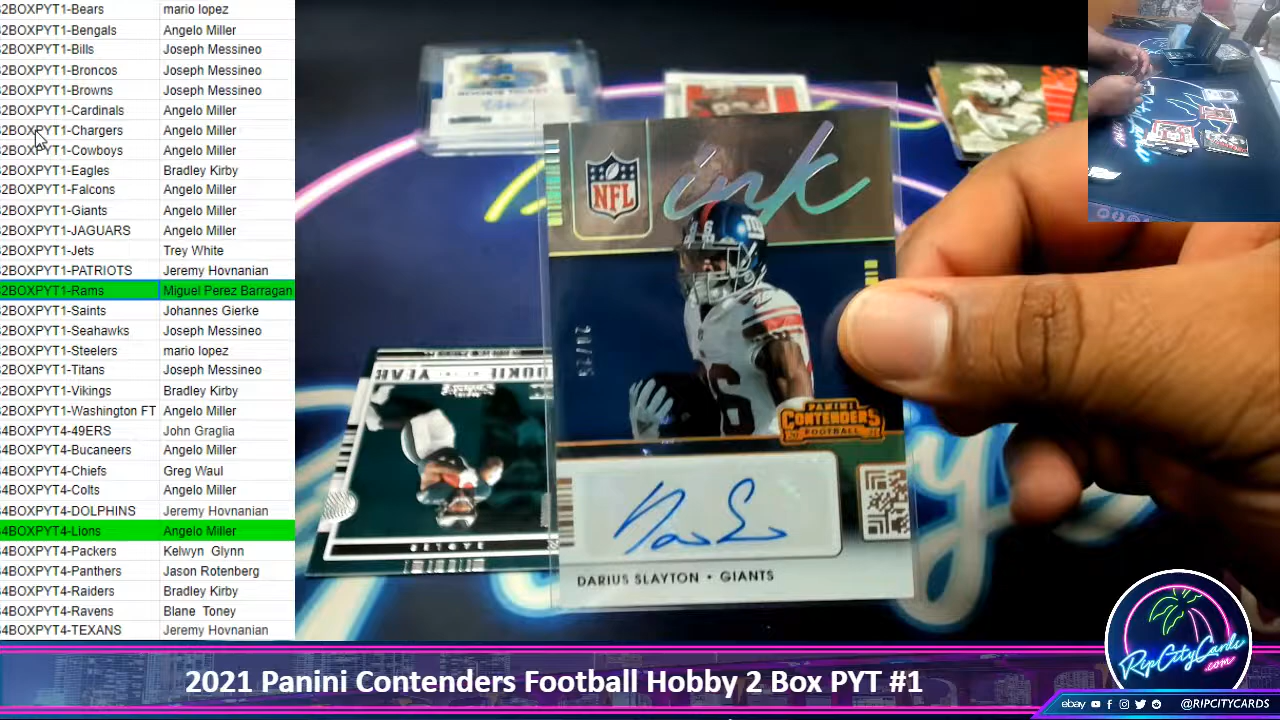 2BOXPYT1-Bears mario lopez
2BOXPYT1-Bengals Angelo Miller
2BOXPYT1-Bills Joseph Messineo
2BOXPYT1-Broncos Joseph Messineo
2BOXPYT1-Browns Joseph Messineo
2BOXPYT1-Cardinals Angelo Miller
2BOXPYT1-Chargers Angelo Miller
2BOXPYT1-Cowboys Angelo Miller
2BOXPYT1-Eagles Bradley Kirby
2BOXPYT1-Falcons Angelo Miller
2BOXPYT1-Giants Angelo Miller
2BOXPYT1-JAGUARS Angelo Miller
2BOXPYT1-Jets Trey White
2BOXPYT1-PATRIOTS Jeremy Hovnanian
2BOXPYT1-Rams Miguel Perez Barragan
2BOXPYT1-Saints Johannes Gierke
2BOXPYT1-Seahawks Joseph Messineo
2BOXPYT1-Steelers mario lopez
2BOXPYT1-Titans Joseph Messineo
2BOXPYT1-Vikings Bradley Kirby
2BOXPYT1-Washington FT Angelo Miller
4BOXPYT4-49ERS John Graglia
4BOXPYT4-Bucaneers Angelo Miller
4BOXPYT4-Chiefs Greg Waul
4BOXPYT4-Colts Angelo Miller
4BOXPYT4-DOLPHINS Jeremy Hovnanian
4BOXPYT4-Lions Angelo Miller
4BOXPYT4-Packers Kelwyn Glynn
4BOXPYT4-Panthers Jason Rotenberg
4BOXPYT4-Raiders Bradley Kirby
4BOXPYT4-Ravens Blane Toney
4BOXPYT4-TEXANS Jeremy Hovnanian
NFL
ink
PANINI
CONTENDERS
FOOTBALL
DARIUS SLAYTON • GIANTS
YEAR
RipCityCards
.com
2021 Panini Contenders Football Hobby 2 Box PYT #1
ebay @RIPCITYCARDS